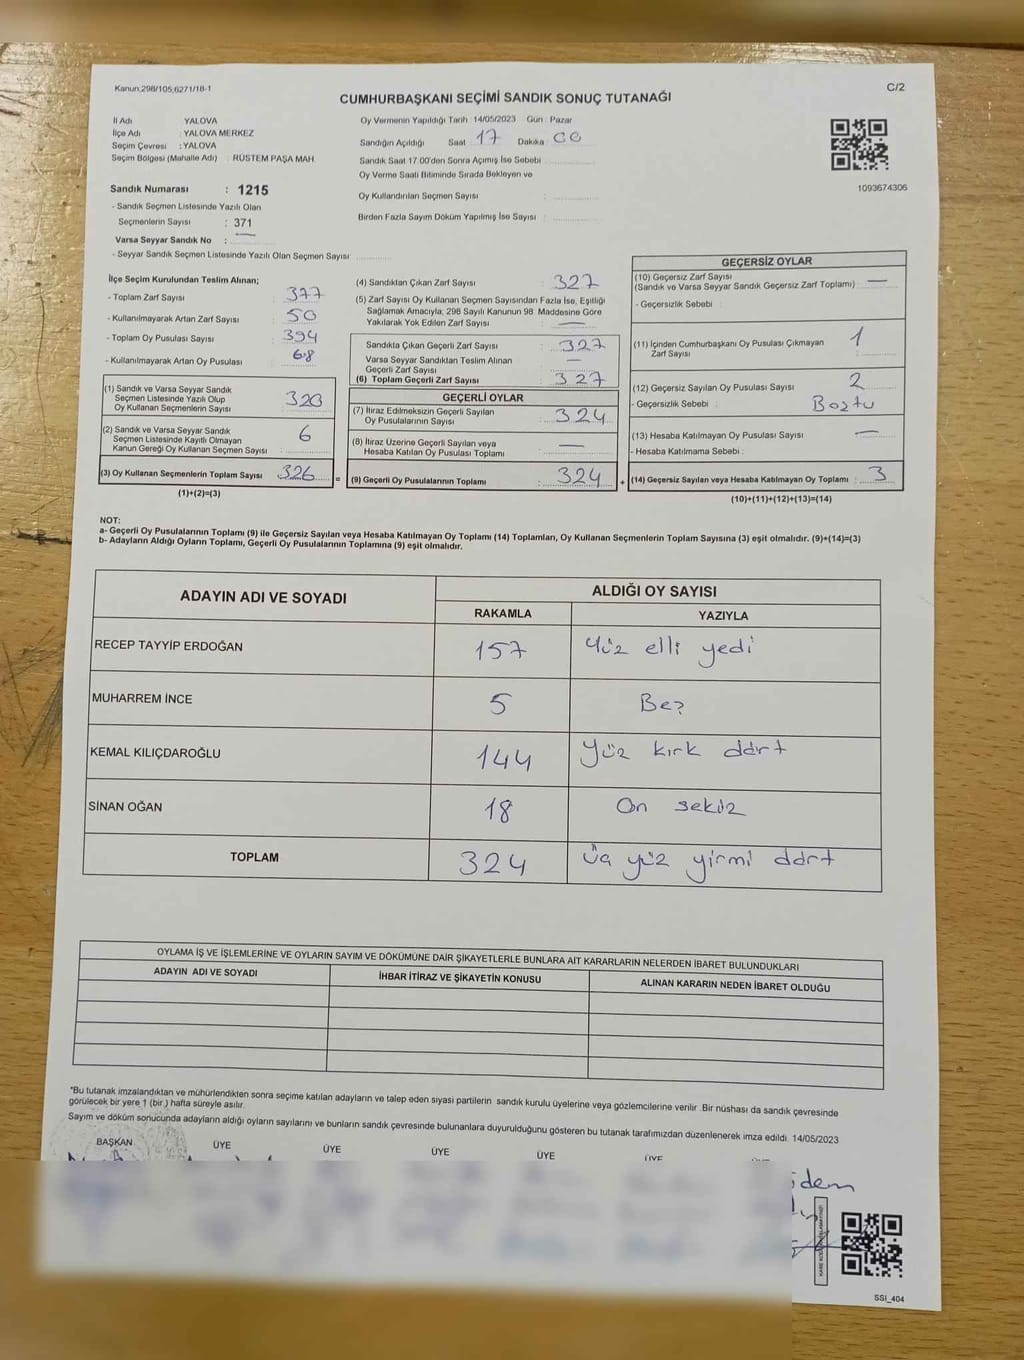 Kanun;298/105,6271/18-1
C/2
CUMHURBAŞKANI SEÇİMİ SANDIK SONUÇ TUTANAĞI
İl Adı YALOVA
İlçe Adı : YALOVA MERKEZ
Seçim Çevresi : YALOVA
Seçim Bölgesi (Mahalle Adı) : RÜSTEM PAŞA MAH.
Sandık Numarası : 1215
- Sandık Seçmen Listesinde Yazılı Olan
Seçmenlerin Sayısı : 371
Varsa Seyyar Sandık No : —
- Seyyar Sandık Seçmen Listesinde Yazılı Olan Seçmen Sayısı
Oy Vermenin Yapıldığı Tarih 14/05/2023 Gün : Pazar
Sandığın Açıldığı Saat 17 Dakika : 00
Sandık Saat 17.00'den Sonra Açımış İse Sebebi
Oy Verme Saati Bitiminde Sırada Bekleyen ve
Oy Kullandırılan Seçmen Sayısı :
Birden Fazla Sayım Döküm Yapılmış İse Sayısı :
1093674306
İlçe Seçim Kurulundan Teslim Alınan;
- Toplam Zarf Sayısı : 377
- Kullanılmayarak Artan Zarf Sayısı : 50
- Toplam Oy Pusulası Sayısı : 394
- Kullanılmayarak Artan Oy Pusulası : 68
(1) Sandık ve Varsa Seyyar Sandık
Seçmen Listesinde Yazılı Olup
Oy Kullanan Seçmenlerin Sayısı : 320
(2) Sandık ve Varsa Seyyar Sandık
Seçmen Listesinde Kayıtlı Olmayan
Kanun Gereği Oy Kullanan Seçmen Sayısı : 6
(3) Oy Kullanan Seçmenlerin Toplam Sayısı : 326
(1)+(2)=(3)
(4) Sandıktan Çıkan Zarf Sayısı : 327
(5) Zarf Sayısı Oy Kullanan Seçmen Sayısından Fazla İse, Eşitliği
Sağlamak Amacıyla; 298 Sayılı Kanunun 98. Maddesine Göre
Yakılarak Yok Edilen Zarf Sayısı : —
Sandıkta Çıkan Geçerli Zarf Sayısı : 327
Varsa Seyyar Sandıktan Teslim Alınan
Geçerli Zarf Sayısı : —
(6) Toplam Geçerli Zarf Sayısı : 327
GEÇERLİ OYLAR
(7) İtiraz Edilmeksizin Geçerli Sayılan
Oy Pusulalarının Sayısı : 324
(8) İtiraz Üzerine Geçerli Sayılan veya
Hesaba Katılan Oy Pusulası Toplamı : —
= (9) Geçerli Oy Pusulalarının Toplamı : 324
GEÇERSİZ OYLAR
(10) Geçersiz Zarf Sayısı
(Sandık ve Varsa Seyyar Sandık Geçersiz Zarf Toplamı) : —
- Geçersizlik Sebebi :
(11) İçinden Cumhurbaşkanı Oy Pusulası Çıkmayan
Zarf Sayısı : 1
(12) Geçersiz Sayılan Oy Pusulası Sayısı : 2
- Geçersizlik Sebebi : Boztu
(13) Hesaba Katılmayan Oy Pusulası Sayısı : —
- Hesaba Katılmama Sebebi :
+ (14) Geçersiz Sayılan veya Hesaba Katılmayan Oy Toplamı : 3
(10)+(11)+(12)+(13)=(14)
NOT:
a- Geçerli Oy Pusulalarının Toplamı (9) ile Geçersiz Sayılan veya Hesaba Katılmayan Oy Toplamı (14) Toplamları, Oy Kullanan Seçmenlerin Toplam Sayısına (3) eşit olmalıdır. (9)+(14)=(3)
b- Adayların Aldığı Oyların Toplamı, Geçerli Oy Pusulalarının Toplamına (9) eşit olmalıdır.
ADAYIN ADI VE SOYADI ALDIĞI OY SAYISI
RAKAMLA YAZIYLA
RECEP TAYYİP ERDOĞAN 157 Yüz elli yedi
MUHARREM İNCE 5 Beş
KEMAL KILIÇDAROĞLU 144 yüz kırk dört
SİNAN OĞAN 18 On sekiz
TOPLAM 324 üç yüz yirmi dört
OYLAMA İŞ VE İŞLEMLERİNE VE OYLARIN SAYIM VE DÖKÜMÜNE DAİR ŞİKAYETLERLE BUNLARA AİT KARARLARIN NELERDEN İBARET BULUNDUKLARI
ADAYIN ADI VE SOYADI İHBAR İTİRAZ VE ŞİKAYETİN KONUSU ALINAN KARARIN NEDEN İBARET OLDUĞU
*Bu tutanak imzalandıktan ve mühürlendikten sonra seçime katılan adayların ve talep eden siyasi partilerin sandık kurulu üyelerine veya gözlemcilerine verilir. Bir nüshası da sandık çevresinde
görülecek bir yere 1 (bir) hafta süreyle asılır.
Sayım ve döküm sonucunda adayların aldığı oyların sayılarını ve bunların sandık çevresinde bulunanlara duyurulduğunu gösteren bu tutanak tarafımızdan düzenlenerek imza edildi. 14/05/2023
BAŞKAN ÜYE ÜYE ÜYE ÜYE ÜYE
SSİ_404